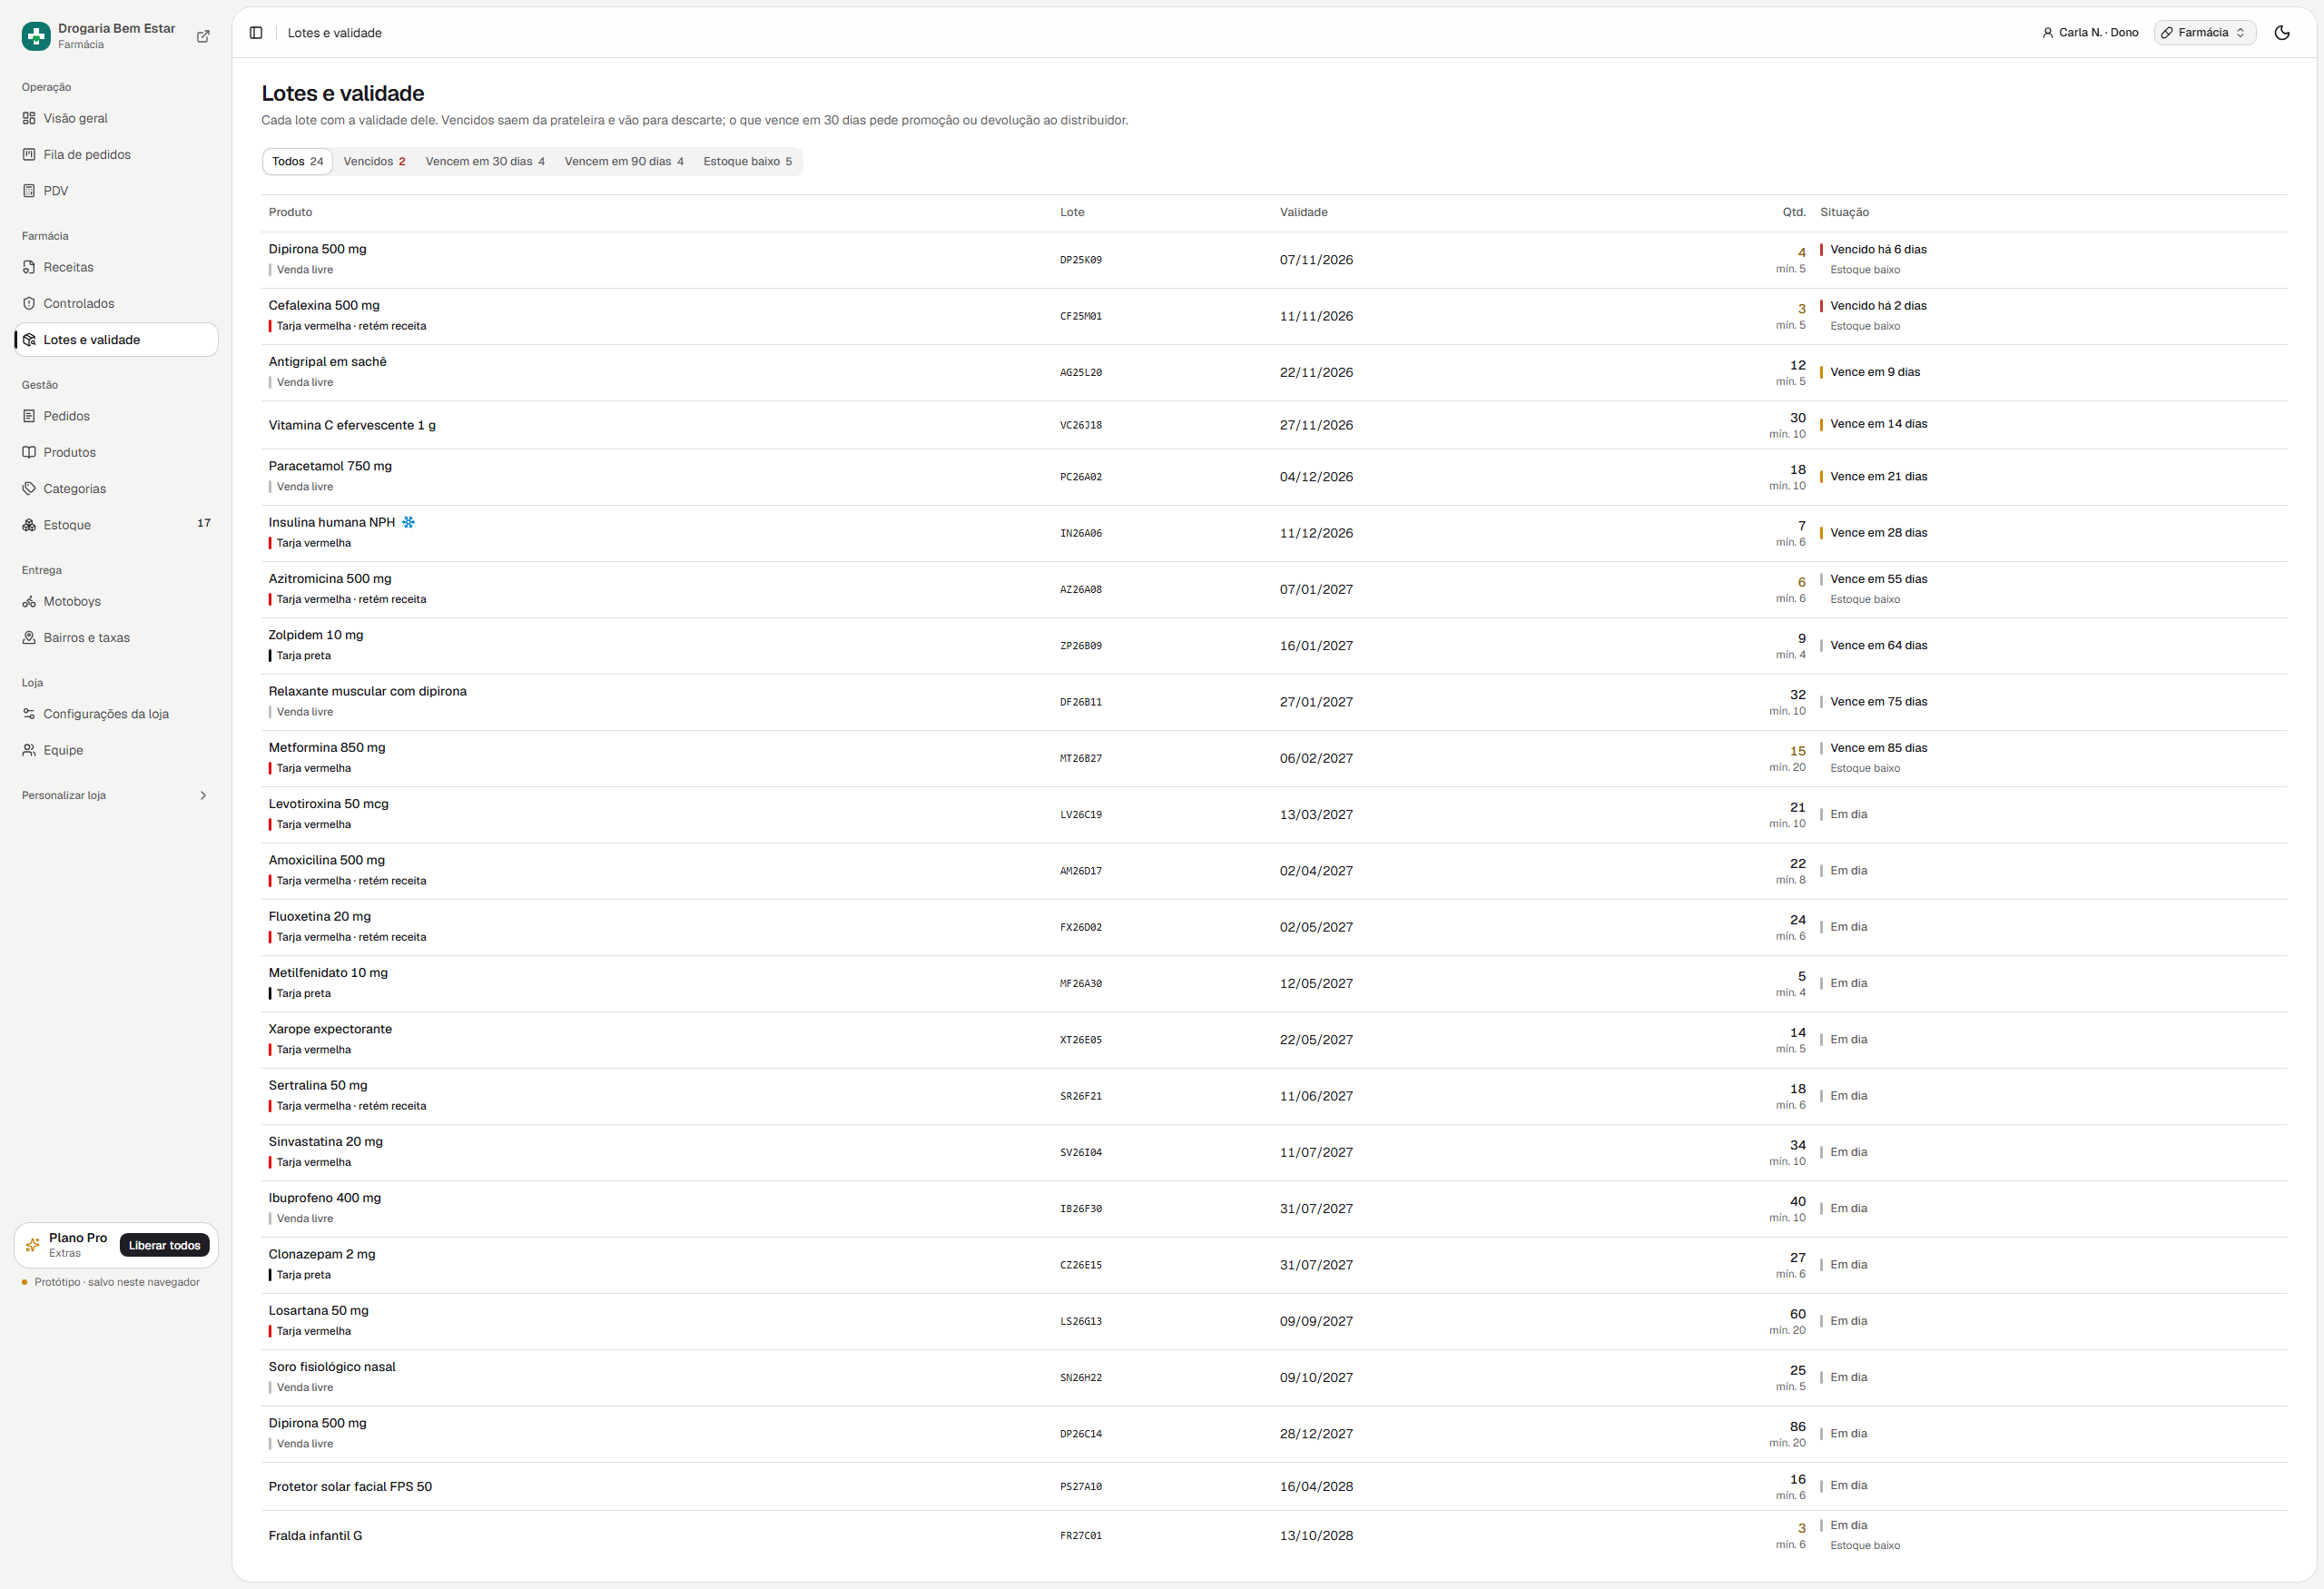 Drogaria Bem Estar
Farmácia
Operação
Visão geral
Fila de pedidos
PDV
Farmácia
Receitas
Controlados
Lotes e validade
Gestão
Pedidos
Produtos
Categorias
Estoque 17
Entrega
Motoboys
Bairros e taxas
Loja
Configurações da loja
Equipe
Personalizar loja
Plano Pro
Extras
Liberar todos
Protótipo · salvo neste navegador
Lotes e validade
Carla N. · Dono
Farmácia
Lotes e validade
Cada lote com a validade dele. Vencidos saem da prateleira e vão para descarte; o que vence em 30 dias pede promoção ou devolução ao distribuidor.
Todos 24 Vencidos 2 Vencem em 30 dias 4 Vencem em 90 dias 4 Estoque baixo 5
Produto Lote Validade Qtd. Situação
Dipirona 500 mg
Venda livre
DP25K09 07/11/2026
4
mín. 5
Vencido há 6 dias
Estoque baixo
Cefalexina 500 mg
Tarja vermelha · retém receita
CF25M01 11/11/2026
3
mín. 5
Vencido há 2 dias
Estoque baixo
Antigripal em sachê
Venda livre
AG25L20 22/11/2026
12
mín. 5
Vence em 9 dias
Vitamina C efervescente 1 g
VC26J18 27/11/2026
30
mín. 10
Vence em 14 dias
Paracetamol 750 mg
Venda livre
PC26A02 04/12/2026
18
mín. 10
Vence em 21 dias
Insulina humana NPH
Tarja vermelha
IN26A06 11/12/2026
7
mín. 6
Vence em 28 dias
Azitromicina 500 mg
Tarja vermelha · retém receita
AZ26A08 07/01/2027
6
mín. 6
Vence em 55 dias
Estoque baixo
Zolpidem 10 mg
Tarja preta
ZP26B09 16/01/2027
9
mín. 4
Vence em 64 dias
Relaxante muscular com dipirona
Venda livre
DF26B11 27/01/2027
32
mín. 10
Vence em 75 dias
Metformina 850 mg
Tarja vermelha
MT26B27 06/02/2027
15
mín. 20
Vence em 85 dias
Estoque baixo
Levotiroxina 50 mcg
Tarja vermelha
LV26C19 13/03/2027
21
mín. 10
Em dia
Amoxicilina 500 mg
Tarja vermelha · retém receita
AM26D17 02/04/2027
22
mín. 8
Em dia
Fluoxetina 20 mg
Tarja vermelha · retém receita
FX26D02 02/05/2027
24
mín. 6
Em dia
Metilfenidato 10 mg
Tarja preta
MF26A30 12/05/2027
5
mín. 4
Em dia
Xarope expectorante
Tarja vermelha
XT26E05 22/05/2027
14
mín. 5
Em dia
Sertralina 50 mg
Tarja vermelha · retém receita
SR26F21 11/06/2027
18
mín. 6
Em dia
Sinvastatina 20 mg
Tarja vermelha
SV26I04 11/07/2027
34
mín. 10
Em dia
Ibuprofeno 400 mg
Venda livre
IB26F30 31/07/2027
40
mín. 10
Em dia
Clonazepam 2 mg
Tarja preta
CZ26E15 31/07/2027
27
mín. 6
Em dia
Losartana 50 mg
Tarja vermelha
LS26G13 09/09/2027
60
mín. 20
Em dia
Soro fisiológico nasal
Venda livre
SN26H22 09/10/2027
25
mín. 5
Em dia
Dipirona 500 mg
Venda livre
DP26C14 28/12/2027
86
mín. 20
Em dia
Protetor solar facial FPS 50
PS27A10 16/04/2028
16
mín. 6
Em dia
Fralda infantil G
FR27C01 13/10/2028
3
mín. 6
Em dia
Estoque baixo